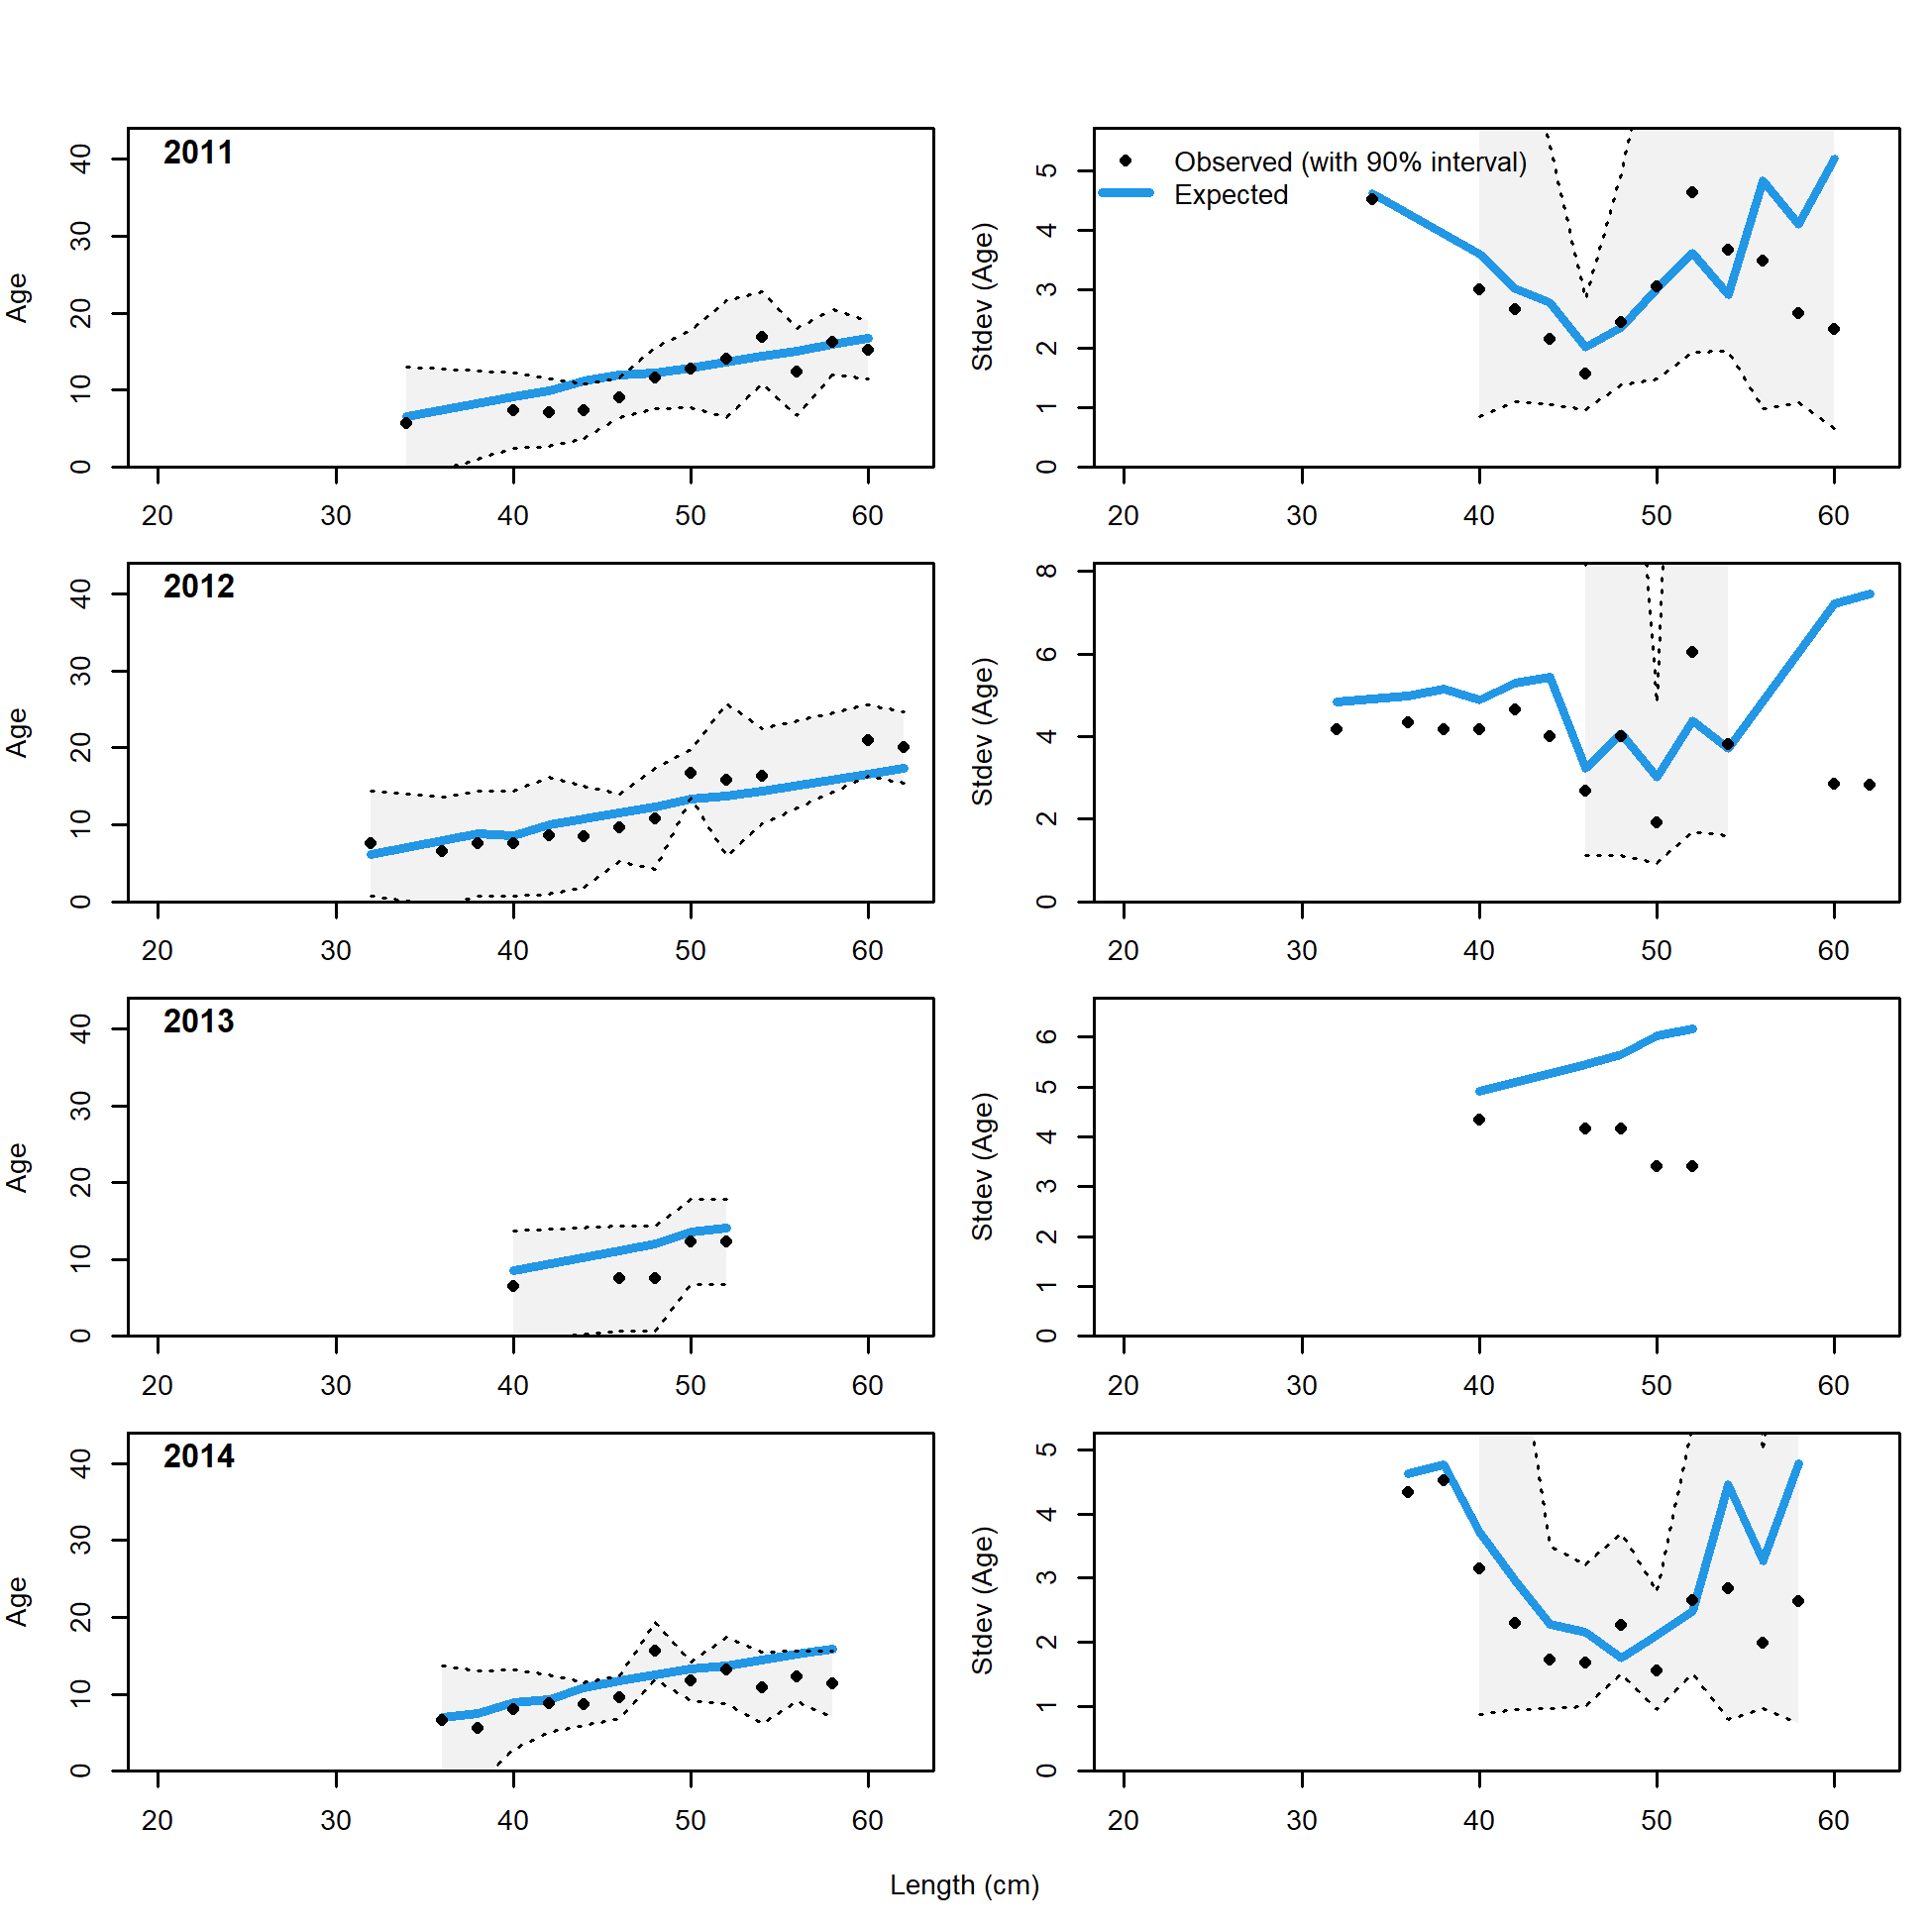 2011
Age
0 10 20 30 40
20 30 40 50 60
Observed (with 90% interval)
Expected
Stdev (Age)
0 1 2 3 4 5
20 30 40 50 60
2012
Age
0 10 20 30 40
20 30 40 50 60
Stdev (Age)
0 2 4 6 8
20 30 40 50 60
2013
Age
0 10 20 30 40
20 30 40 50 60
Stdev (Age)
0 1 2 3 4 5 6
20 30 40 50 60
2014
Age
0 10 20 30 40
20 30 40 50 60
Stdev (Age)
0 1 2 3 4 5
20 30 40 50 60
Length (cm)